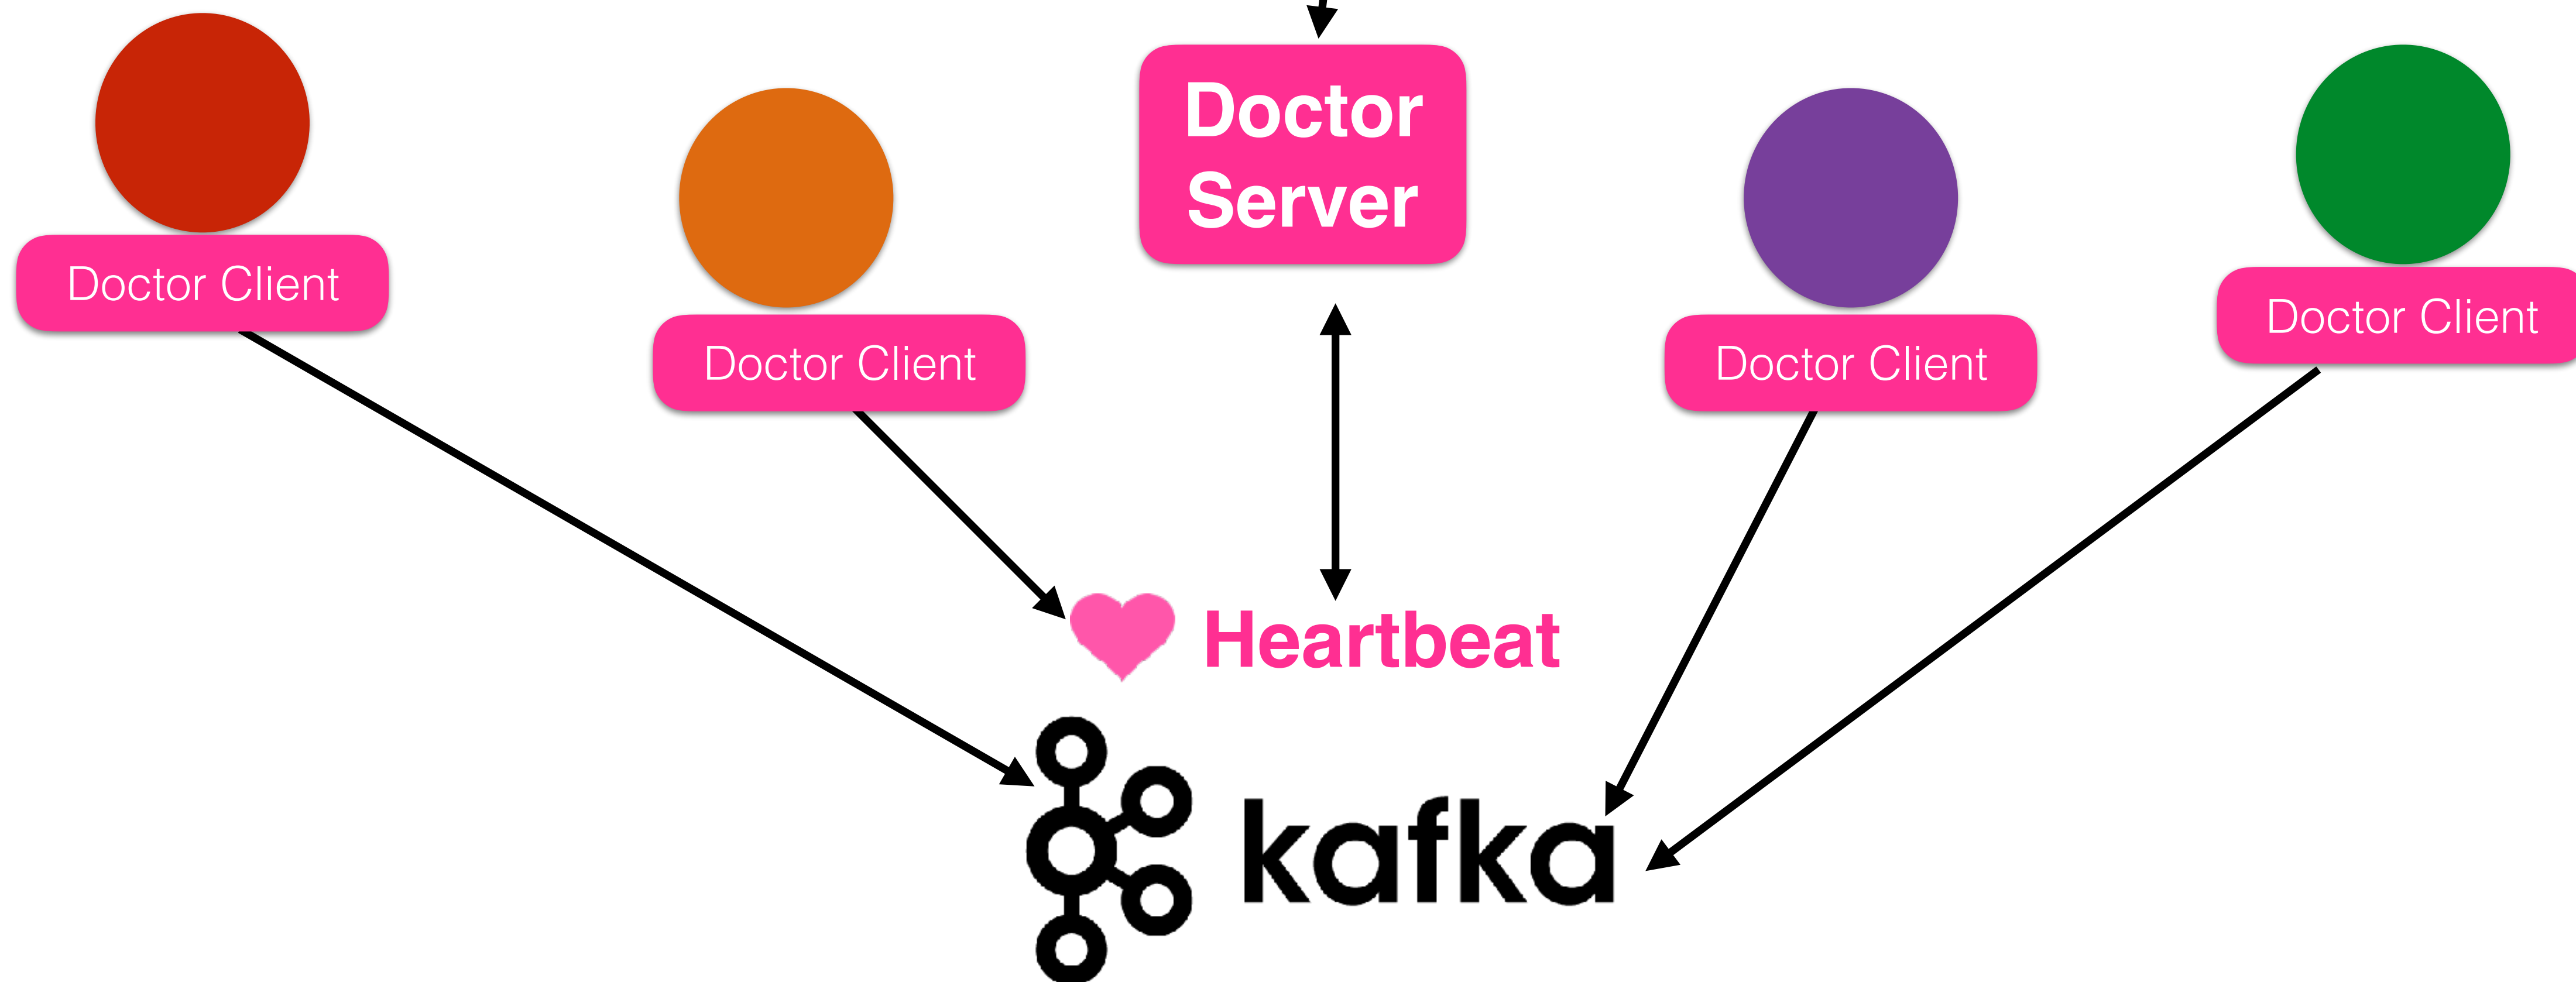 Doctor
Server
Doctor Client
Doctor Client
Doctor Client
Doctor Client
Heartbeat
kafka